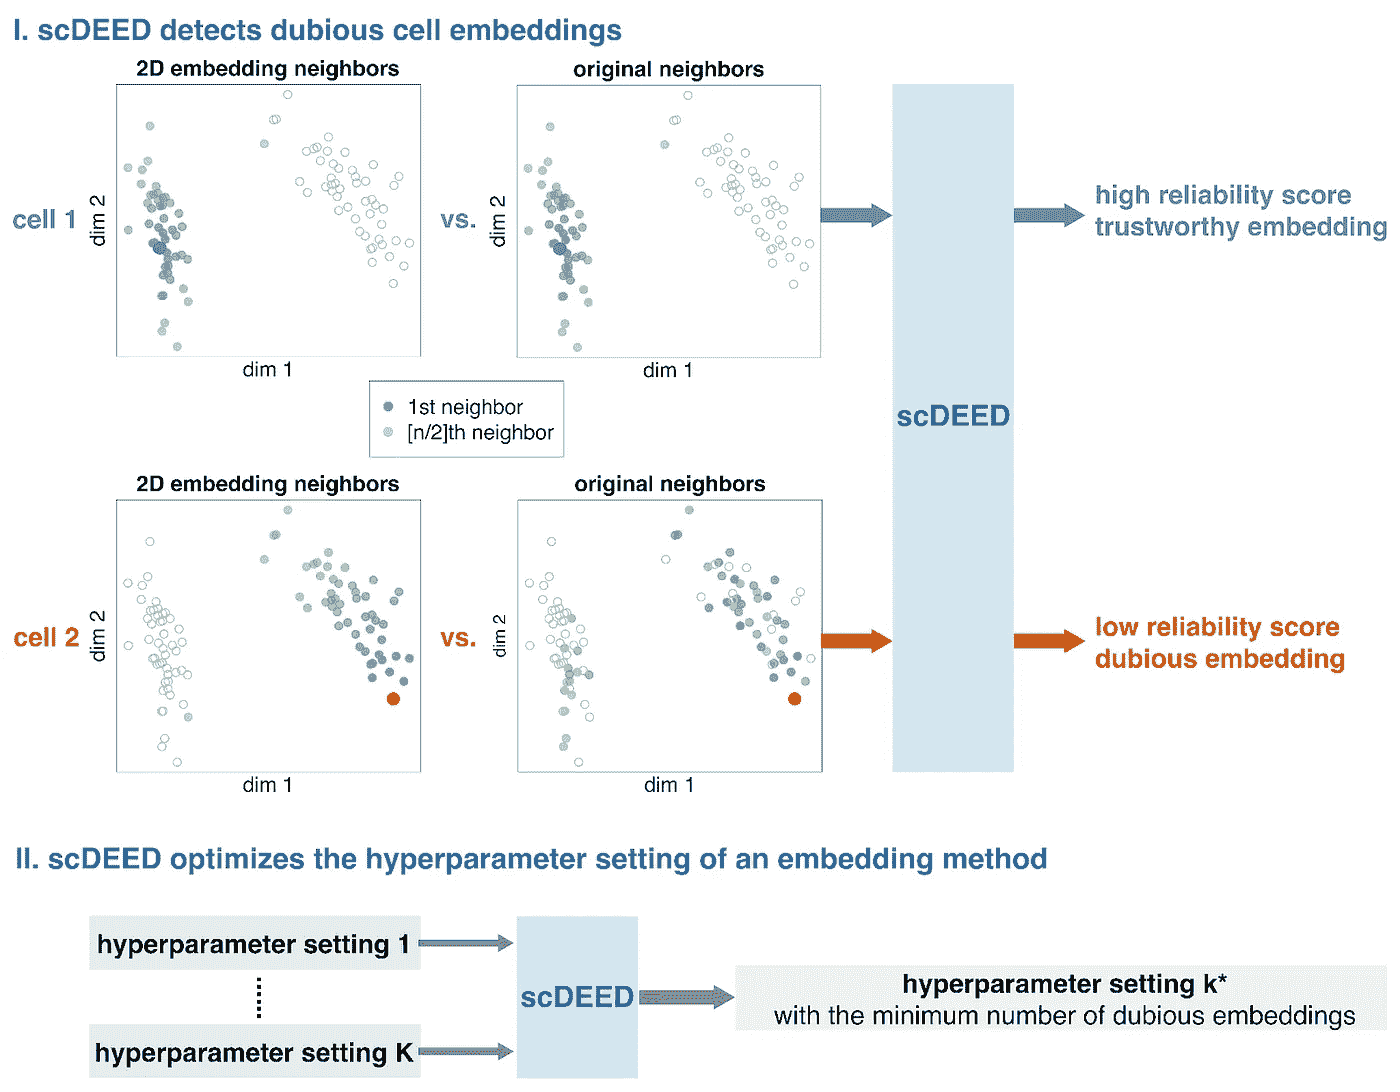 I. scDEED detects dubious cell embeddings
2D embedding neighbors
original neighbors
cell 1
dim 2
vs.
dim 2
high reliability score
trustworthy embedding
dim 1
dim 1
1st neighbor
[n/2]th neighbor
scDEED
2D embedding neighbors
original neighbors
cell 2
dim 2
vs.
dim 2
low reliability score
dubious embedding
dim 1
dim 1
II. scDEED optimizes the hyperparameter setting of an embedding method
hyperparameter setting 1
scDEED
hyperparameter setting k*
with the minimum number of dubious embeddings
hyperparameter setting K